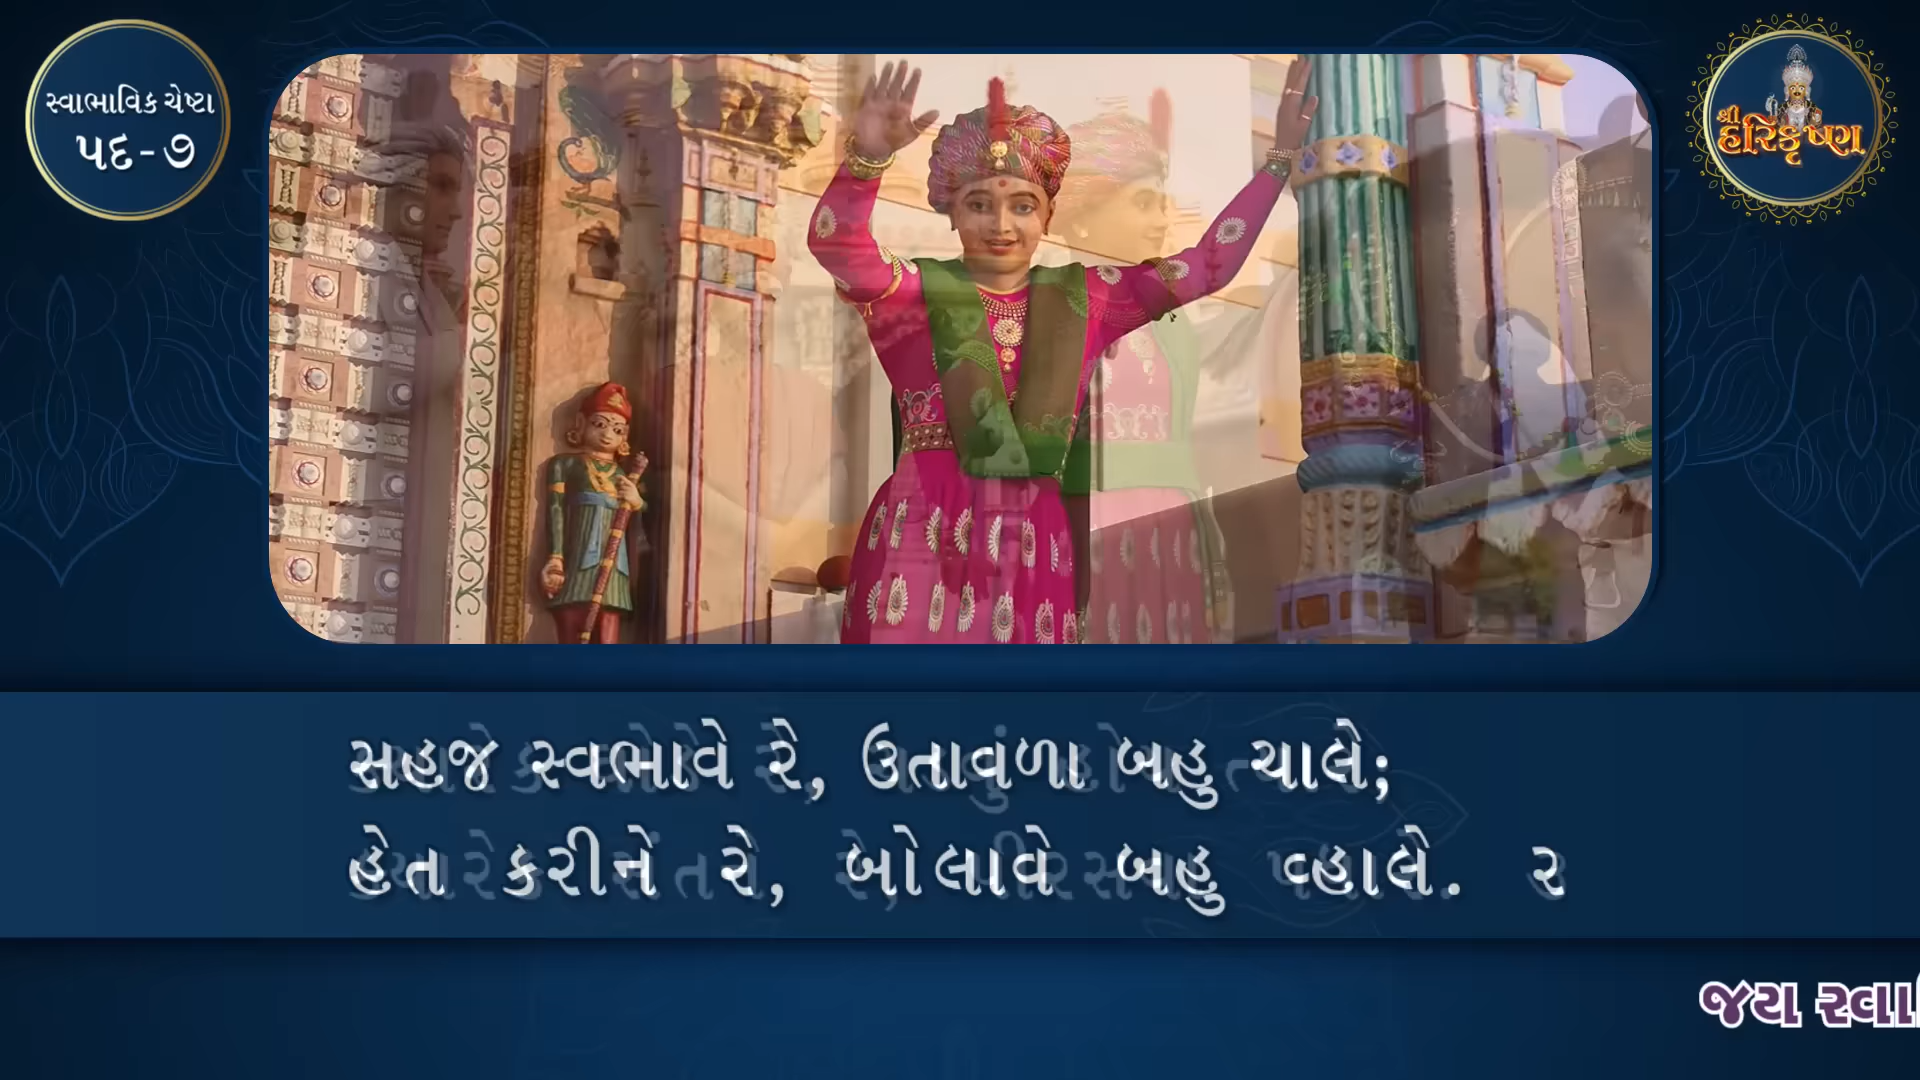 સ્વાભાવિક ચેષ્ટા
પદ-૭
શ્રી
હરિકૃષ્ણ
સહજ સ્વભાવે રે, ઉતાવળા બહુ ચાલે;
હેત કરીને રે, બોલાવે બહુ વ્હાલે. ૨
જય